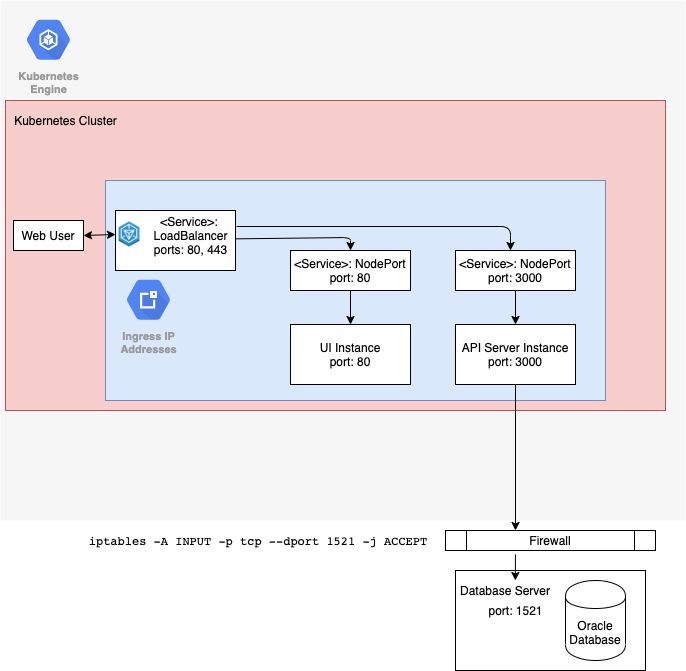 Kubernetes
Engine
Kubernetes Cluster
Web User
<Service>:
LoadBalancer
ports: 80, 443
<Service>: NodePort
port: 80
<Service>: NodePort
port: 3000
Ingress IP
Addresses
UI Instance
port: 80
API Server Instance
port: 3000
iptables -A INPUT -p tcp --dport 1521 -j ACCEPT
Firewall
Database Server
port: 1521
Oracle
Database